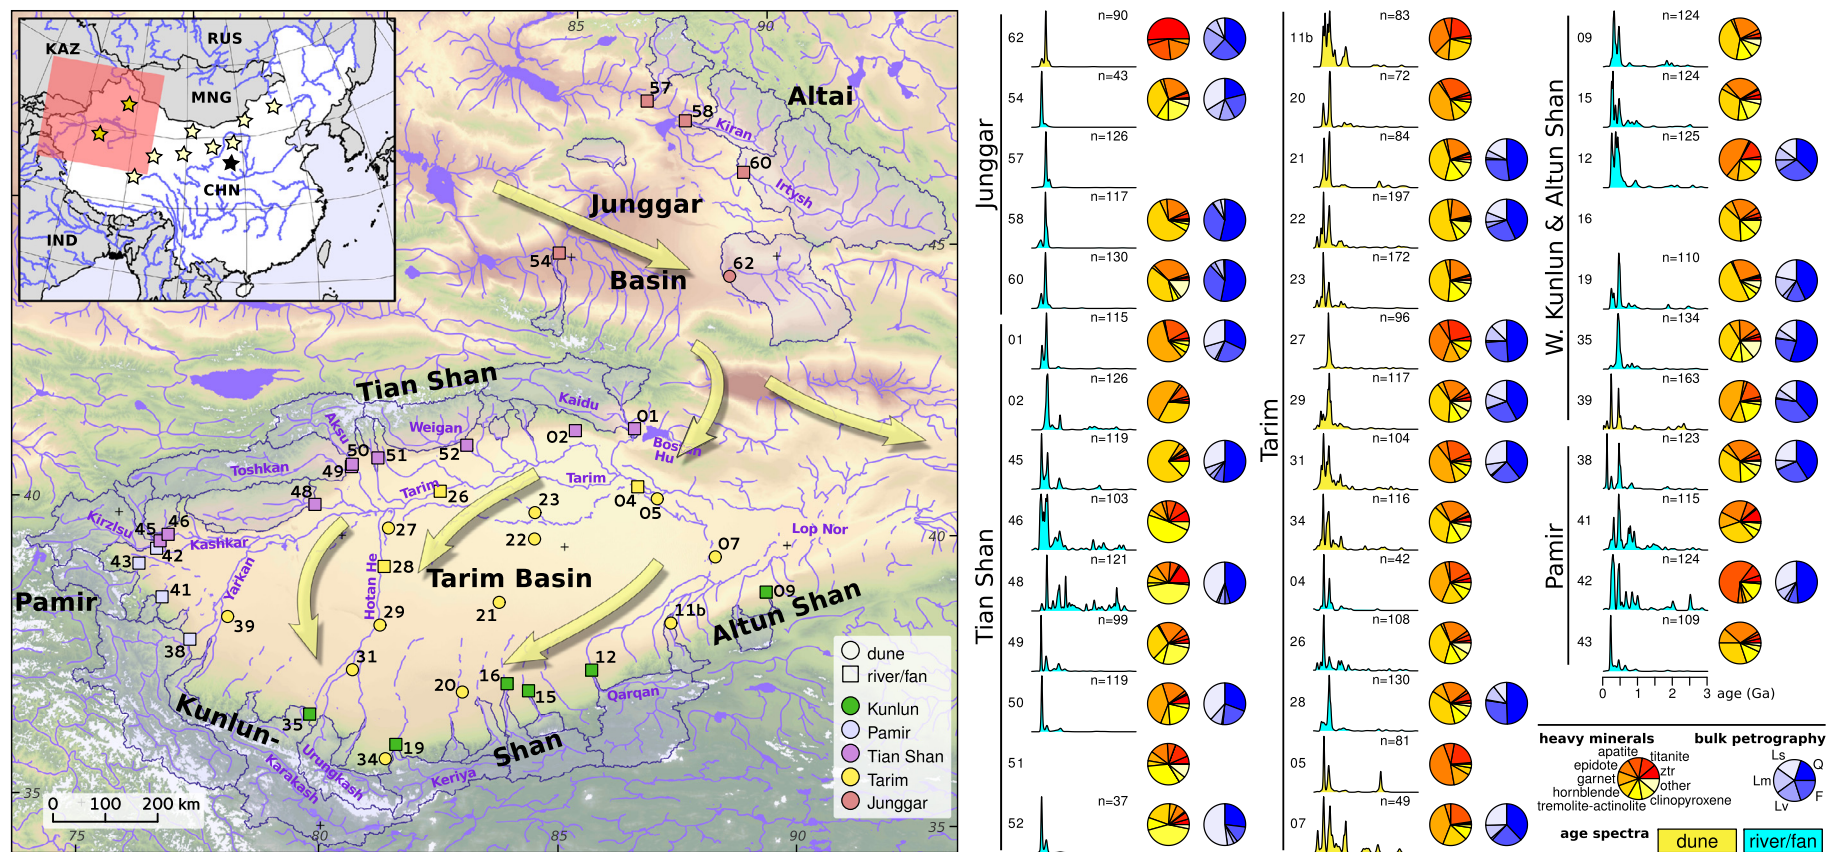 KAZ
RUS
MNG
CHN
IND
85
90
57
58
Altai
Kiran
60
Irtysh
Junggar
45
54
62
Basin
Tian Shan
Kaidu
01
Aksu
Weigan
02
Bostan
Hu
50
51
52
Toshkan
49
Tarim
40
48
Tarim
26
23
04
05
Kirzlsu
45
46
27
22
Lop Nor
40
Kashkar
42
43
07
28
Tarim Basin
Yarkan
Hotan He
Pamir
41
21
09
29
11b
39
Altun Shan
38
31
12
dune
river/fan
16
20
15
Qarqan
Kunlun-
35
Kunlun
Pamir
Urungkash
19
Shan
34
Tian Shan
Karakash
Keriya
Tarim
Junggar
35
0 100 200 km
75
80
85
90
35
Junggar
62 n=90
54 n=43
57 n=126
58 n=117
60 n=130
Tian Shan
01 n=115
02 n=126
45 n=119
46 n=103
48 n=121
49 n=99
50 n=119
51
52 n=37
Tarim
11b n=83
20 n=72
21 n=84
22 n=197
23 n=172
27 n=96
29 n=117
31 n=104
34 n=116
04 n=42
26 n=108
28 n=130
05 n=81
07 n=49
W. Kunlun & Altun Shan
09 n=124
15 n=124
12 n=125
16
19 n=110
35 n=134
39 n=163
Pamir
38 n=123
41 n=115
42 n=124
43 n=109
0 1 2 3 age (Ga)
heavy minerals
apatite
titanite
epidote
ztr
garnet
other
hornblende
clinopyroxene
tremolite-actinolite
bulk petrography
Ls
Q
Lm
Lv
F
age spectra
dune
river/fan